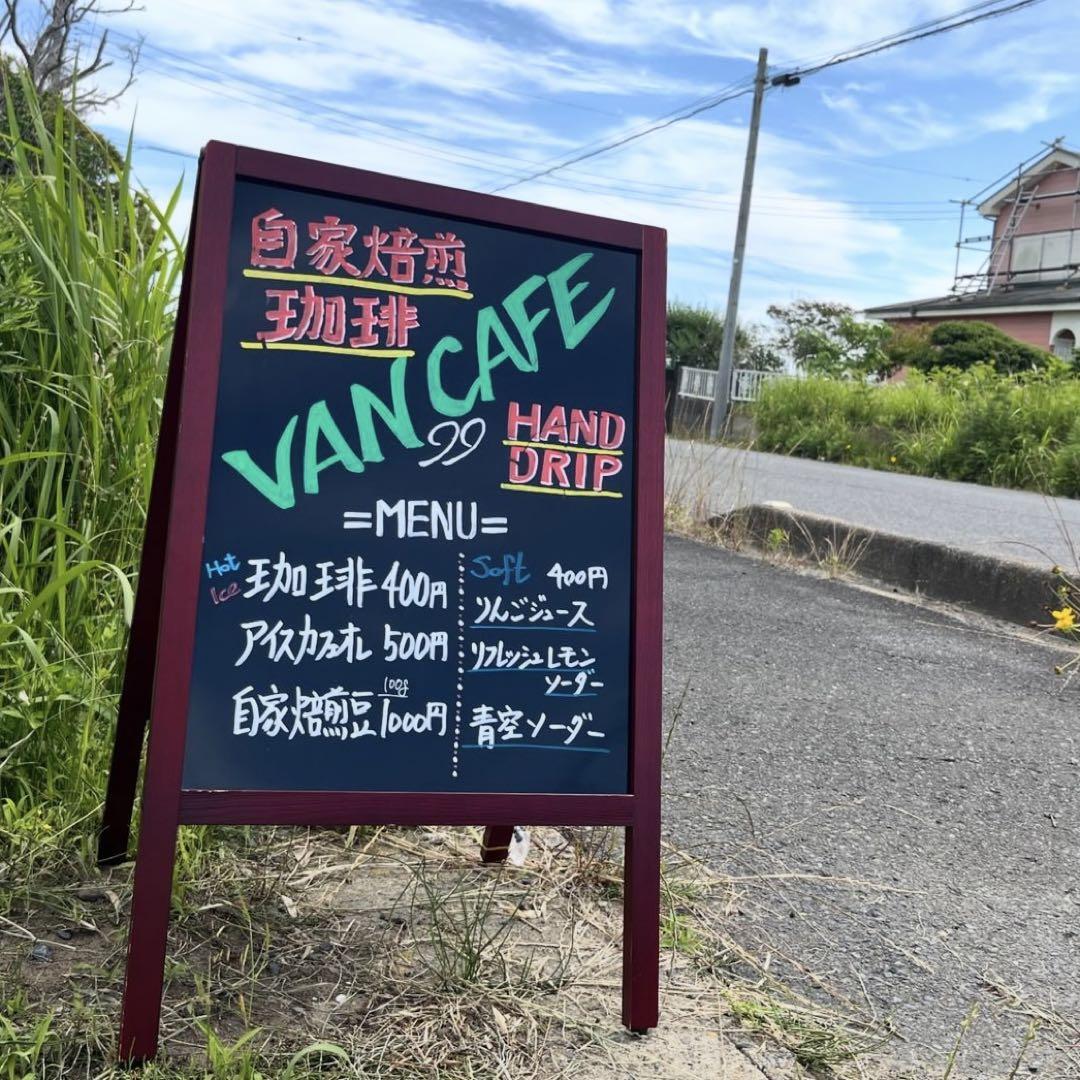 自家焙煎
珈琲
VAN CAFE
99
HAND
DRIP
=MENU=
Hot
Ice
珈琲 400円
アイスカフェオレ 500円
自家焙煎豆 100g 1000円
Soft 400円
りんごジュース
リフレッシュレモン
ソーダー
青空ソーダー